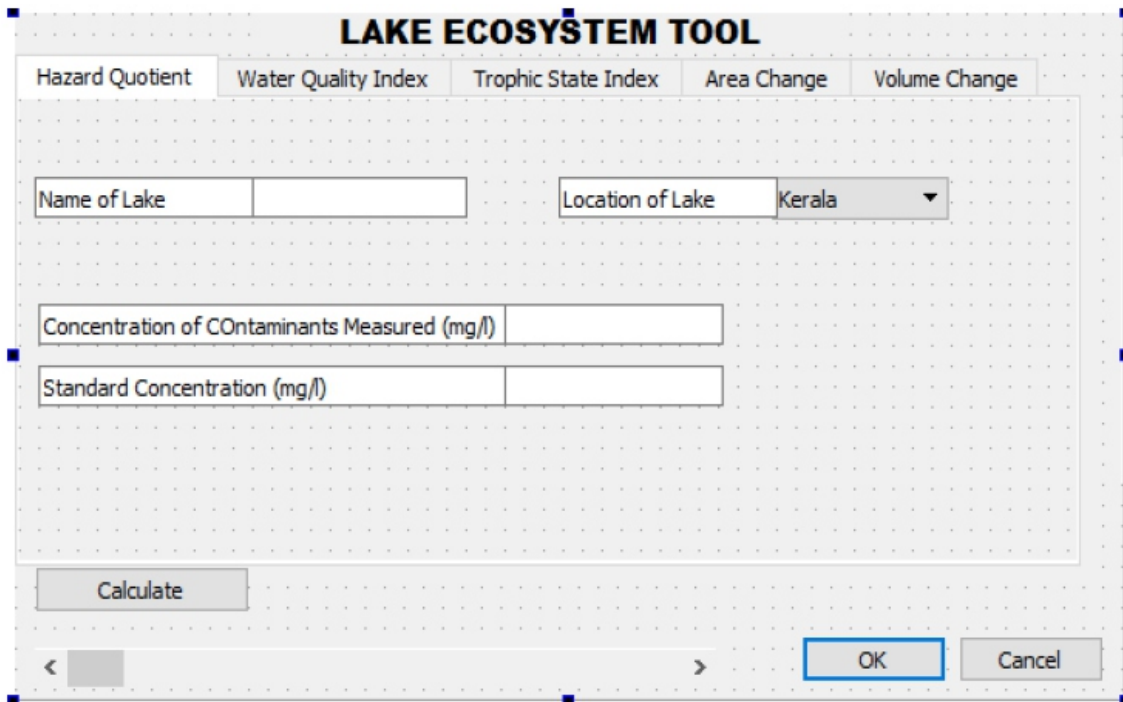 LAKE ECOSYSTEM TOOL
Hazard Quotient Water Quality Index Trophic State Index Area Change Volume Change
Name of Lake Location of Lake Kerala
Concentration of COntaminants Measured (mg/l)
Standard Concentration (mg/l)
Calculate
OK Cancel